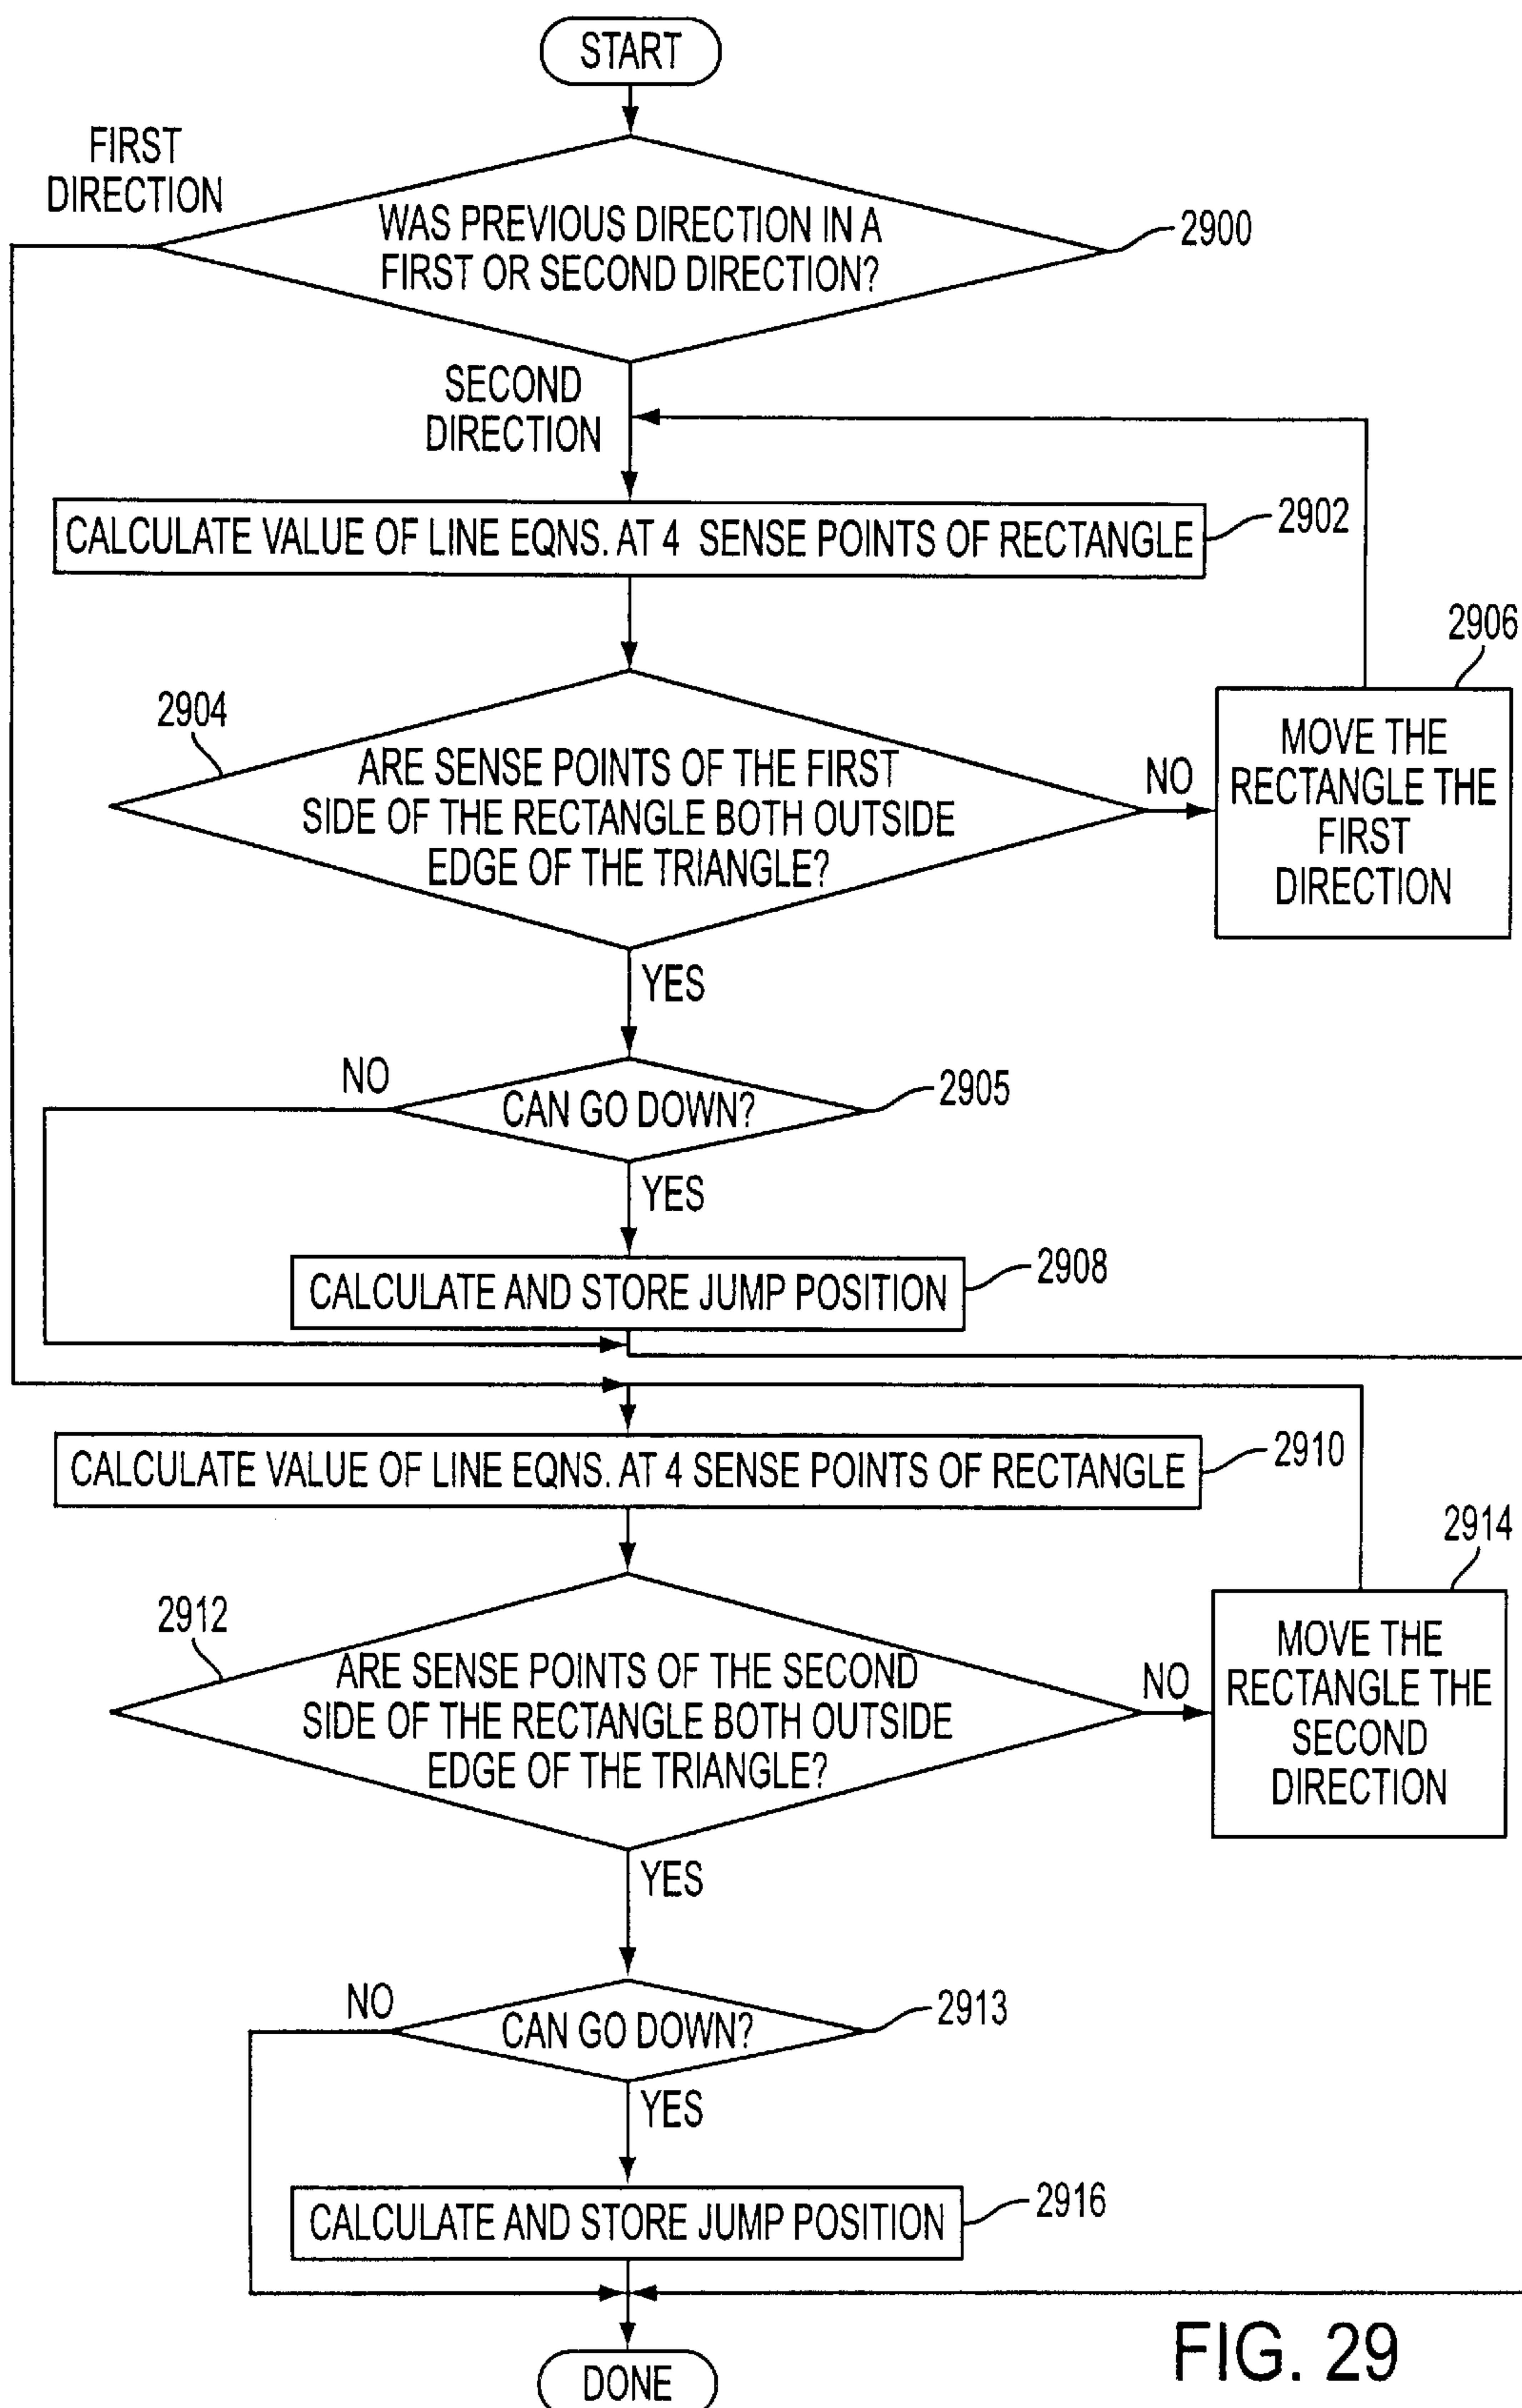 START
FIRST
DIRECTION
WAS PREVIOUS DIRECTION IN A
FIRST OR SECOND DIRECTION?
2900
SECOND
DIRECTION
2902
CALCULATE VALUE OF LINE EQNS. AT 4 SENSE POINTS OF RECTANGLE
2906
2904
ARE SENSE POINTS OF THE FIRST
SIDE OF THE RECTANGLE BOTH OUTSIDE
EDGE OF THE TRIANGLE?
NO
MOVE THE
RECTANGLE THE
FIRST
DIRECTION
YES
NO
CAN GO DOWN?
2905
YES
CALCULATE AND STORE JUMP POSITION
2908
CALCULATE VALUE OF LINE EQNS. AT 4 SENSE POINTS OF RECTANGLE
2910
2914
2912
ARE SENSE POINTS OF THE SECOND
SIDE OF THE RECTANGLE BOTH OUTSIDE
EDGE OF THE TRIANGLE?
NO
MOVE THE
RECTANGLE THE
SECOND
DIRECTION
YES
NO
CAN GO DOWN?
2913
YES
CALCULATE AND STORE JUMP POSITION
2916
DONE
FIG. 29